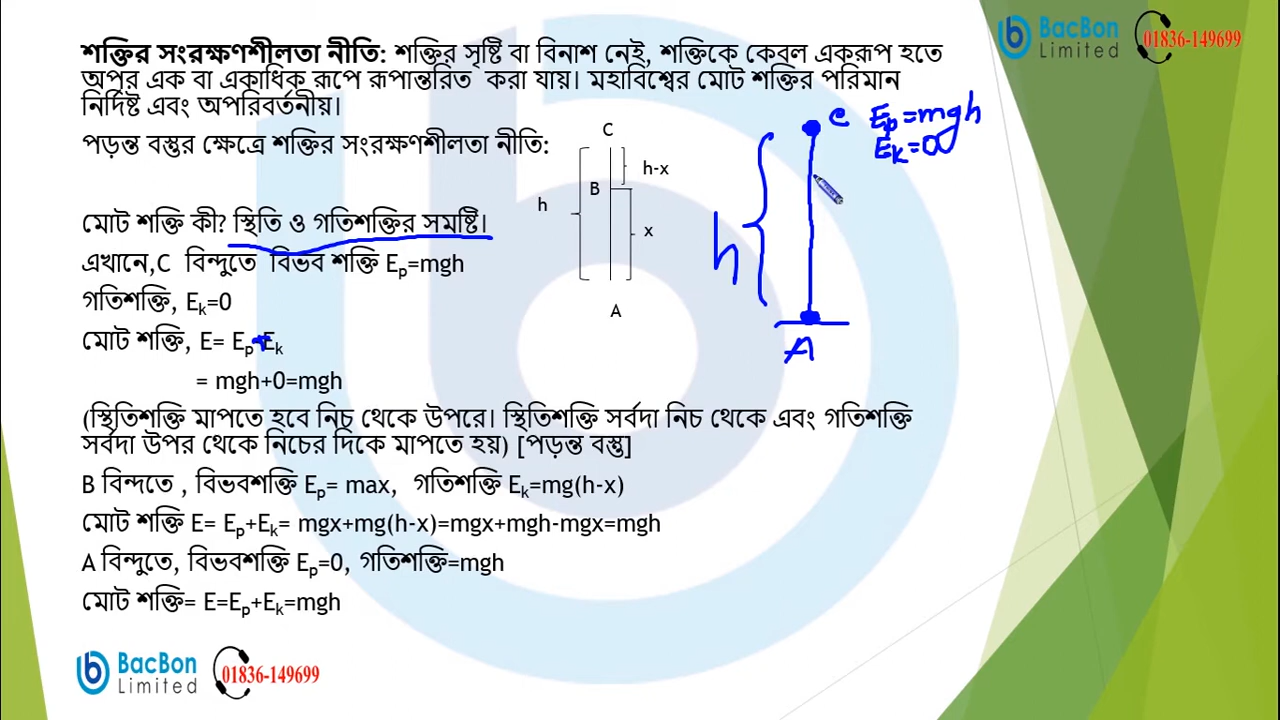 শক্তির সংরক্ষণশীলতা নীতি: শক্তির সৃষ্টি বা বিনাশ নেই, শক্তিকে কেবল একরূপ হতে
অপর এক বা একাধিক রূপে রূপান্তরিত করা যায়। মহাবিশ্বের মোট শক্তির পরিমান
নির্দিষ্ট এবং অপরিবর্তনীয়।
BacBon
Limited
01836-149699
পড়ন্ত বস্তুর ক্ষেত্রে শক্তির সংরক্ষণশীলতা নীতি:
C
h-x
B
h
x
A
C
Eₚ=mgh
Eₖ=0
h
A
মোট শক্তি কী? স্থিতি ও গতিশক্তির সমষ্টি।
এখানে,C বিন্দুতে বিভব শক্তি Eₚ=mgh
গতিশক্তি, Eₖ=0
মোট শক্তি, E= Eₚ+Eₖ
= mgh+0=mgh
(স্থিতিশক্তি মাপতে হবে নিচ থেকে উপরে। স্থিতিশক্তি সর্বদা নিচ থেকে এবং গতিশক্তি
সর্বদা উপর থেকে নিচের দিকে মাপতে হয়) [পড়ন্ত বস্তু]
B বিন্দতে , বিভবশক্তি Eₚ= max, গতিশক্তি Eₖ=mg(h-x)
মোট শক্তি E= Eₚ+Eₖ= mgx+mg(h-x)=mgx+mgh-mgx=mgh
A বিন্দুতে, বিভবশক্তি Eₚ=0, গতিশক্তি=mgh
মোট শক্তি= E=Eₚ+Eₖ=mgh
BacBon
Limited
01836-149699